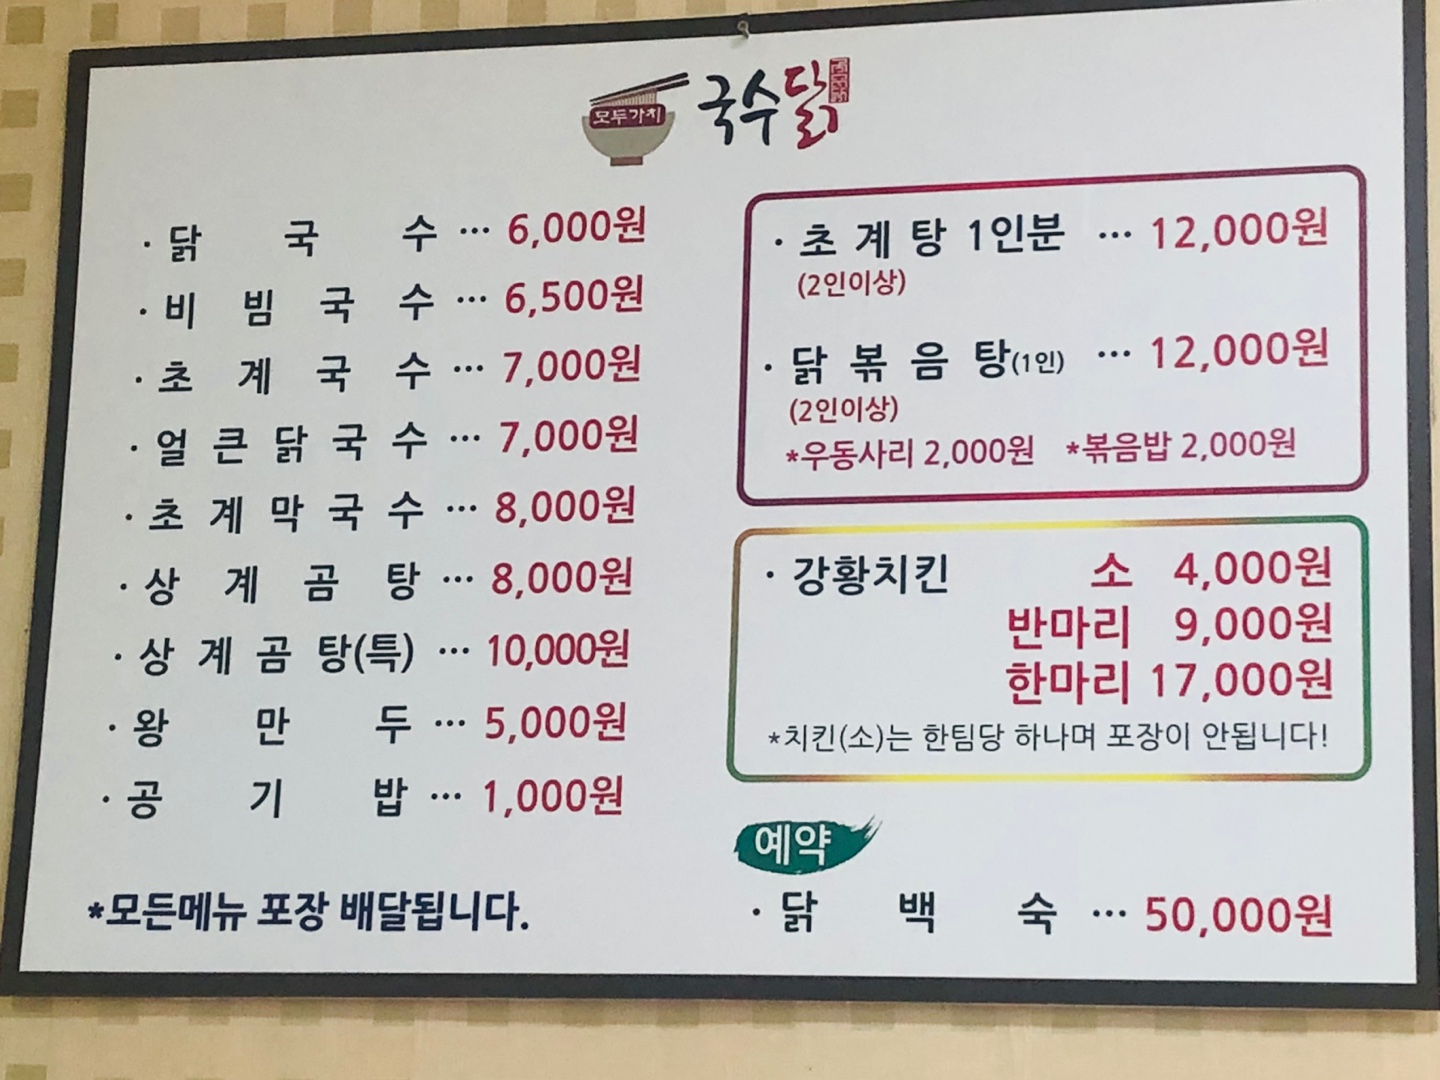 모두가치
국수닭
·닭국수 … 6,000원
·비빔국수 … 6,500원
·초계국수 … 7,000원
·얼큰닭국수 … 7,000원
·초계막국수 … 8,000원
·상계곰탕 … 8,000원
·상계곰탕(특) … 10,000원
·왕만두 … 5,000원
·공기밥 … 1,000원
*모든메뉴 포장 배달됩니다.
·초계탕 1인분 … 12,000원
(2인이상)
·닭볶음탕(1인) … 12,000원
(2인이상)
*우동사리 2,000원 *볶음밥 2,000원
·강황치킨 소 4,000원
반마리 9,000원
한마리 17,000원
*치킨(소)는 한팀당 하나며 포장이 안됩니다!
예약
·닭백숙 … 50,000원